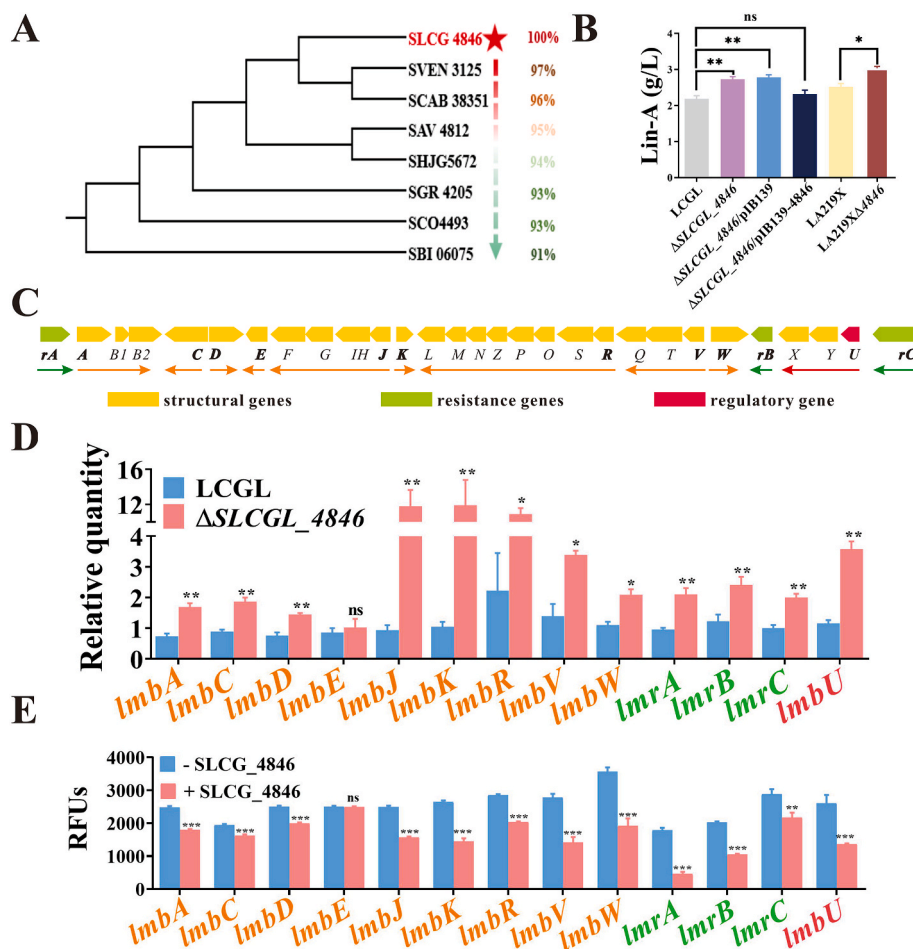 A
SLCG 4846 100%
SVEN 3125 97%
SCAB 38351 96%
SAV 4812 95%
SHJG5672 94%
SGR 4205 93%
SCO4493 93%
SBI 06075 91%
B
Lin-A (g/L)
4
3
2
1
0
ns
**
**
*
LCGL
ΔSLCGL_4846
ΔSLCGL_4846/pIB139
ΔSLCGL_4846/pIB139-4846
LA219X
LA219XΔ4846
C
rA A B1 B2 C D E F G IH J K L M N Z P O S R Q T V W rB X Y U rC
structural genes resistance genes regulatory gene
D
Relative quantity
16
12
4
3
2
1
0
LCGL
ΔSLCGL_4846
** ** ** ns ** ** * * * ** ** ** **
lmbA lmbC lmbD lmbE lmbJ lmbK lmbR lmbV lmbW lmrA lmrB lmrC lmbU
E
RFUs
4000
3000
2000
1000
0
- SLCG_4846
+ SLCG_4846
*** *** *** ns *** *** *** *** *** *** *** ** ***
lmbA lmbC lmbD lmbE lmbJ lmbK lmbR lmbV lmbW lmrA lmrB lmrC lmbU